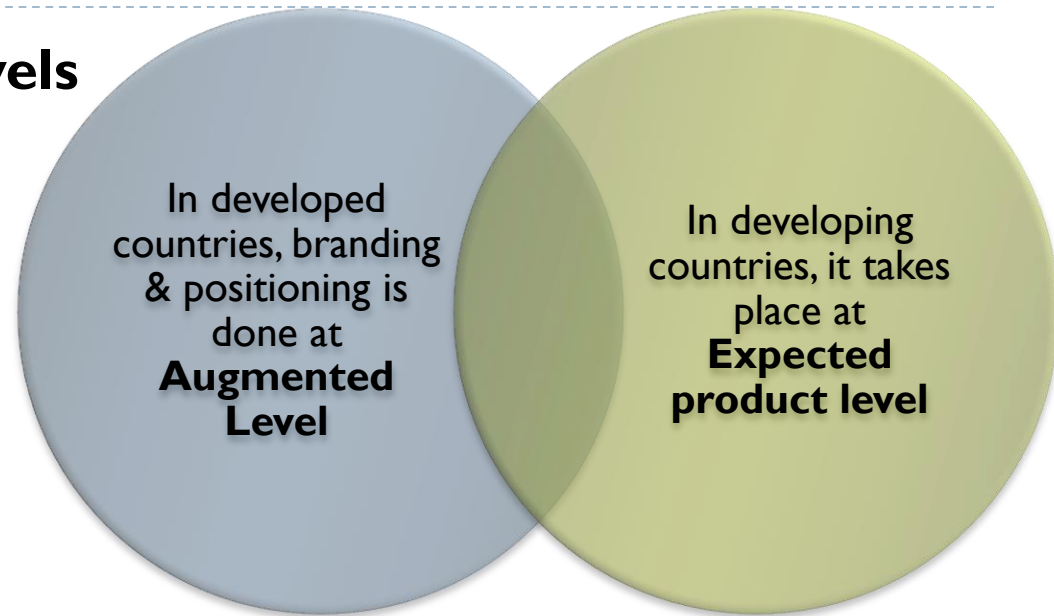 vels
In developed
countries, branding
& positioning is
done at
Augmented
Level
In developing
countries, it takes
place at
Expected
product level